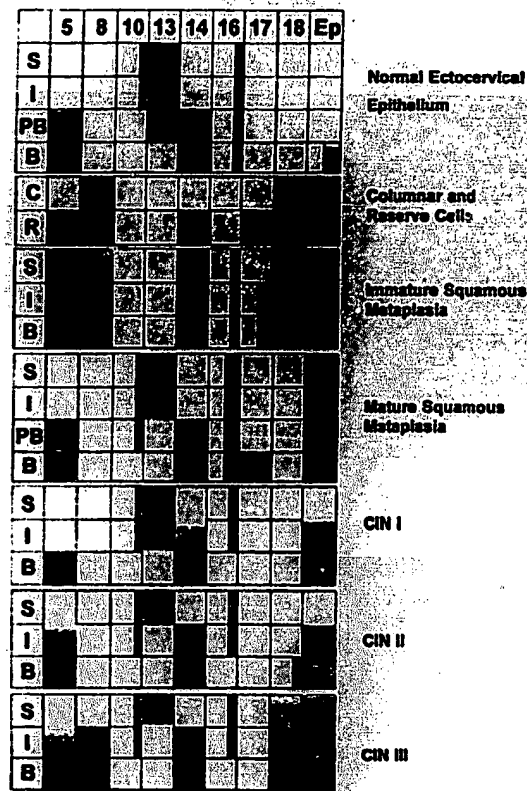 5 8 10 13 14 16 17 18 Ep
S
I
PB
B
Normal Ectocervical
Epithelium
C
R
Columnar and
Reserve Cells
S
I
B
Immature Squamous
Metaplasia
S
I
PB
B
Mature Squamous
Metaplasia
S
I
B
CIN I
S
I
B
CIN II
S
I
B
CIN III